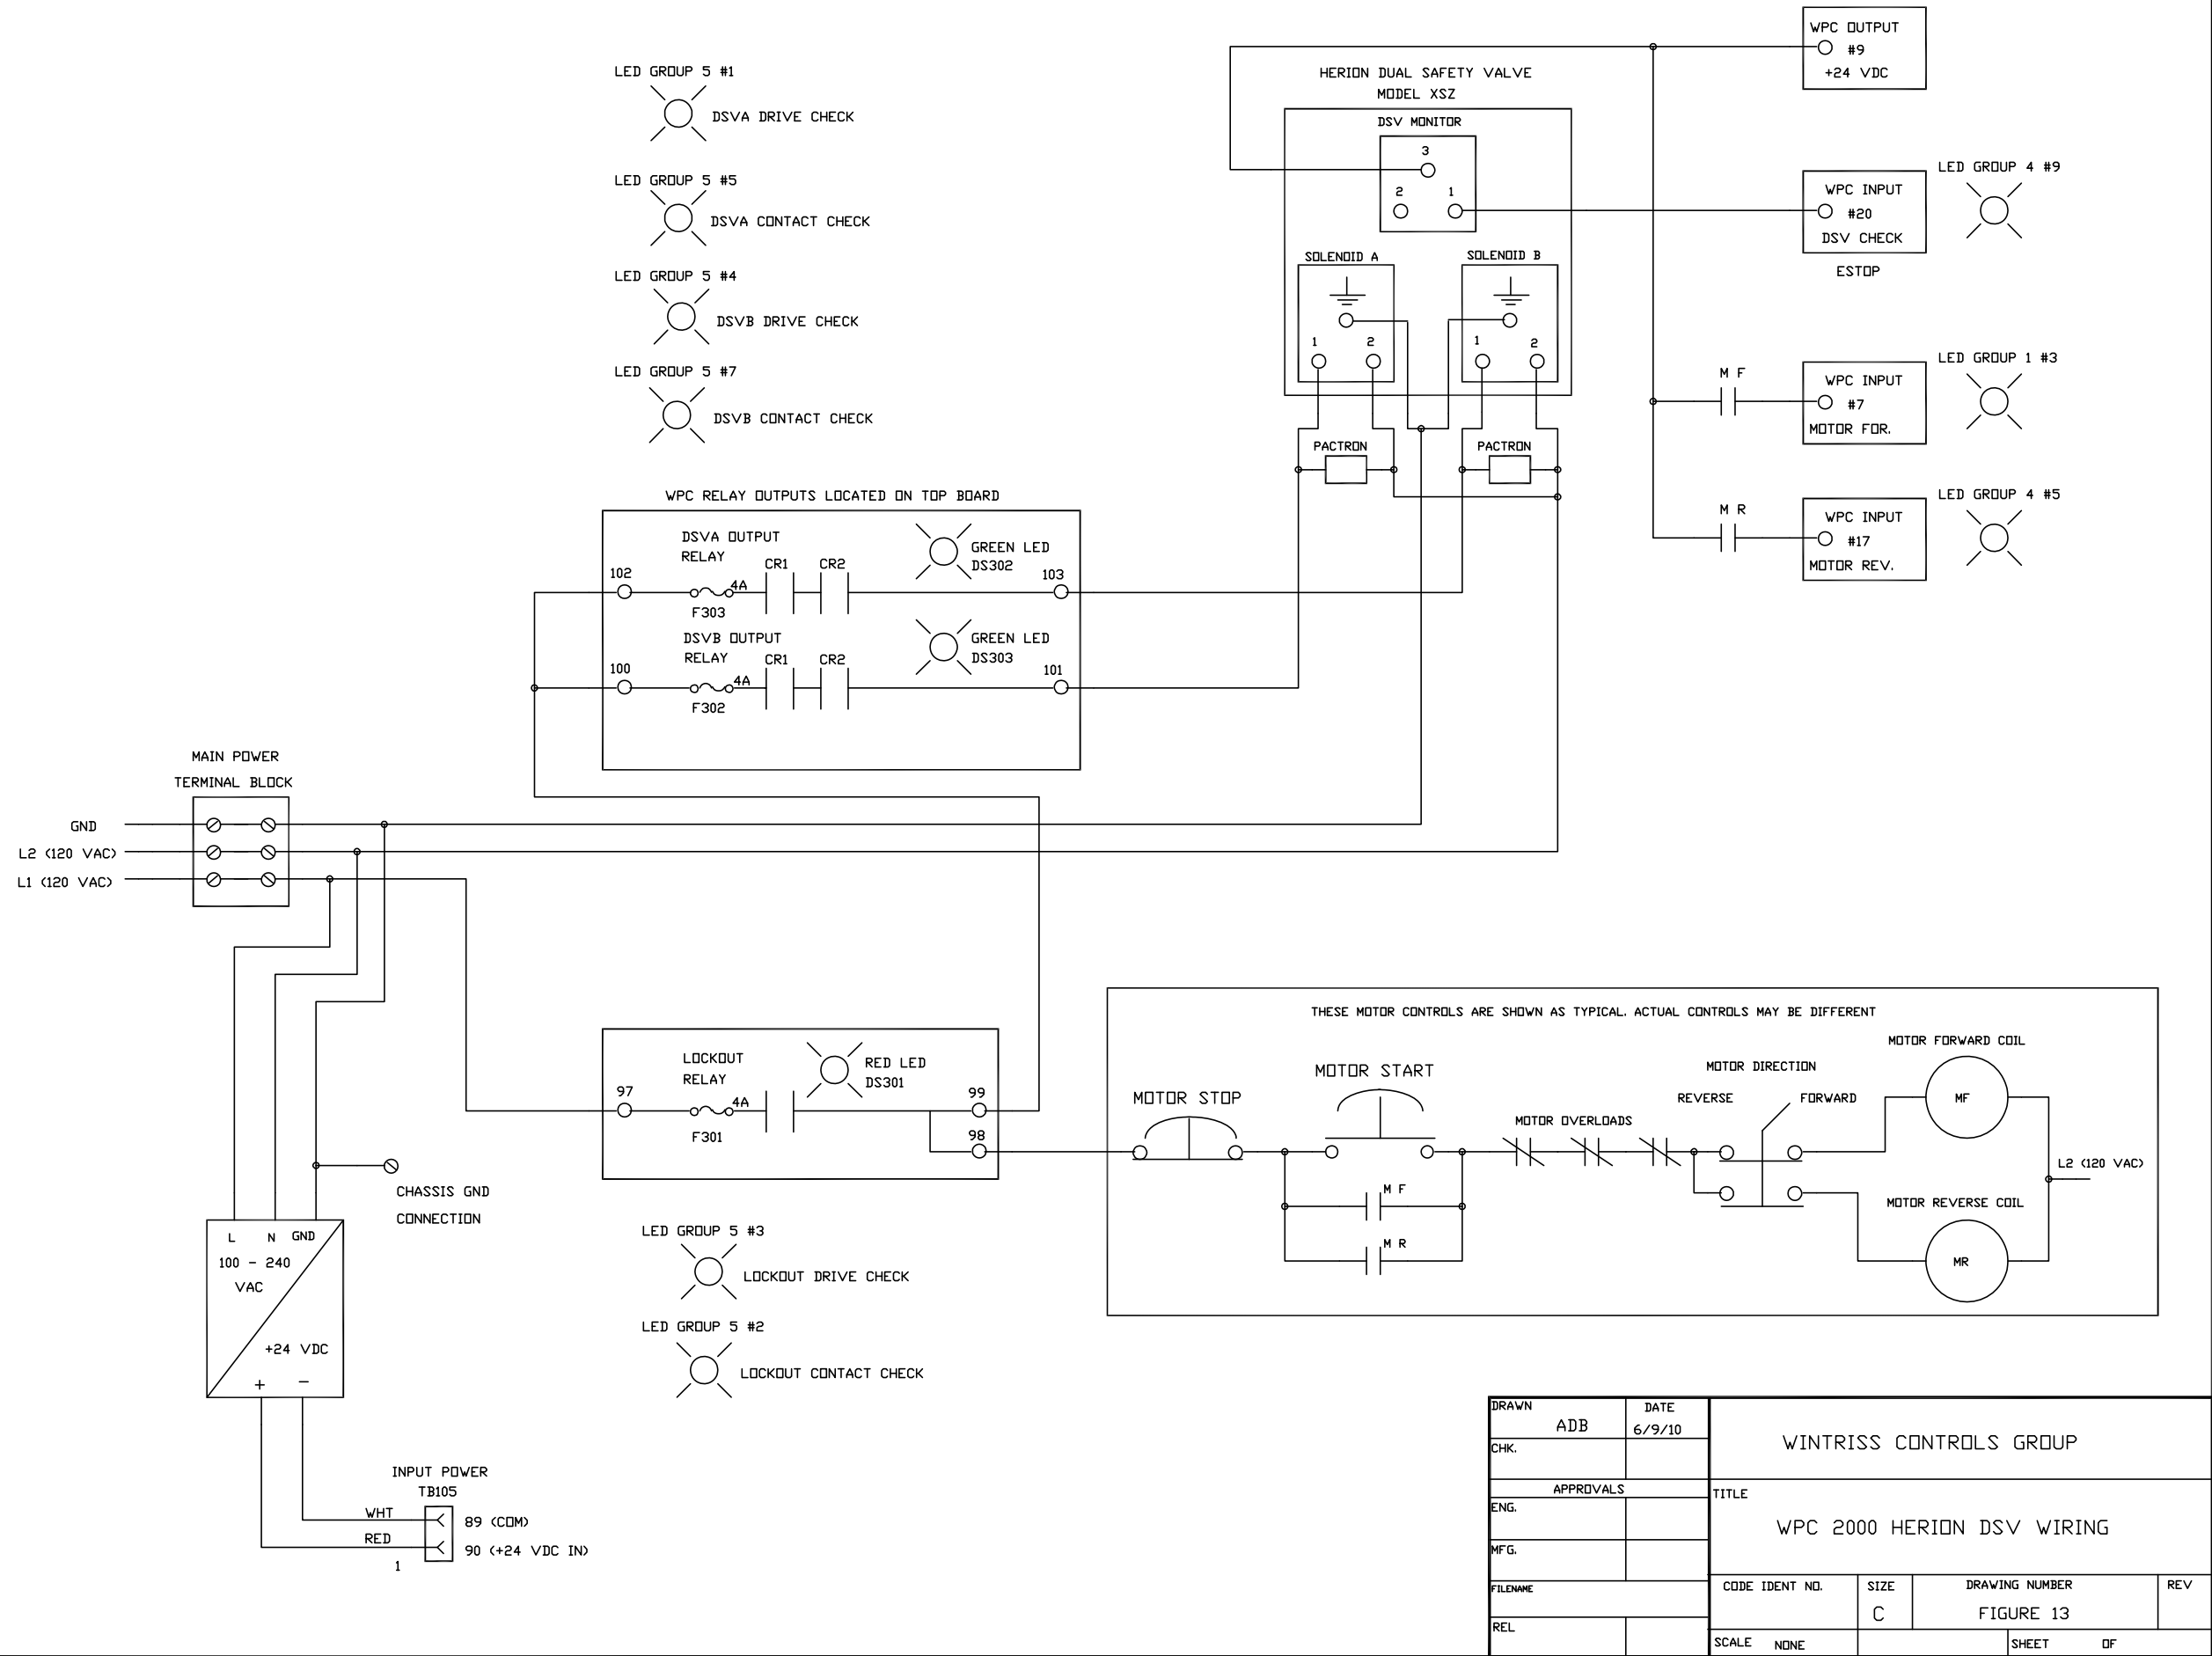 LED GROUP 5 #1
DSVA DRIVE CHECK
LED GROUP 5 #5
DSVA CONTACT CHECK
LED GROUP 5 #4
DSVB DRIVE CHECK
LED GROUP 5 #7
DSVB CONTACT CHECK
HERION DUAL SAFETY VALVE
MODEL XSZ
DSV MONITOR
3
2
1
SOLENOID A
1
2
SOLENOID B
1
2
PACTRON
PACTRON
WPC OUTPUT
#9
+24 VDC
WPC INPUT
#20
DSV CHECK
ESTOP
LED GROUP 4 #9
M F
WPC INPUT
#7
MOTOR FOR.
LED GROUP 1 #3
M R
WPC INPUT
#17
MOTOR REV.
LED GROUP 4 #5
WPC RELAY OUTPUTS LOCATED ON TOP BOARD
DSVA OUTPUT
RELAY
102
4A
F303
CR1
CR2
GREEN LED
DS302
103
DSVB OUTPUT
RELAY
100
4A
F302
CR1
CR2
GREEN LED
DS303
101
MAIN POWER
TERMINAL BLOCK
GND
L2 (120 VAC)
L1 (120 VAC)
LOCKOUT
RELAY
97
4A
F301
RED LED
DS301
99
98
CHASSIS GND
CONNECTION
L
N
GND
100 - 240
VAC
+24 VDC
+
-
LED GROUP 5 #3
LOCKOUT DRIVE CHECK
LED GROUP 5 #2
LOCKOUT CONTACT CHECK
INPUT POWER
TB105
WHT
89 (COM)
RED
90 (+24 VDC IN)
1
THESE MOTOR CONTROLS ARE SHOWN AS TYPICAL. ACTUAL CONTROLS MAY BE DIFFERENT
MOTOR STOP
MOTOR START
M F
M R
MOTOR OVERLOADS
MOTOR DIRECTION
REVERSE
FORWARD
MOTOR FORWARD COIL
MF
L2 (120 VAC)
MOTOR REVERSE COIL
MR
DRAWN
ADB
DATE
6/9/10
CHK.
APPROVALS
ENG.
MFG.
FILENAME
REL
WINTRISS CONTROLS GROUP
TITLE
WPC 2000 HERION DSV WIRING
CODE IDENT NO.
SIZE
C
DRAWING NUMBER
FIGURE 13
REV
SCALE NONE
SHEET OF